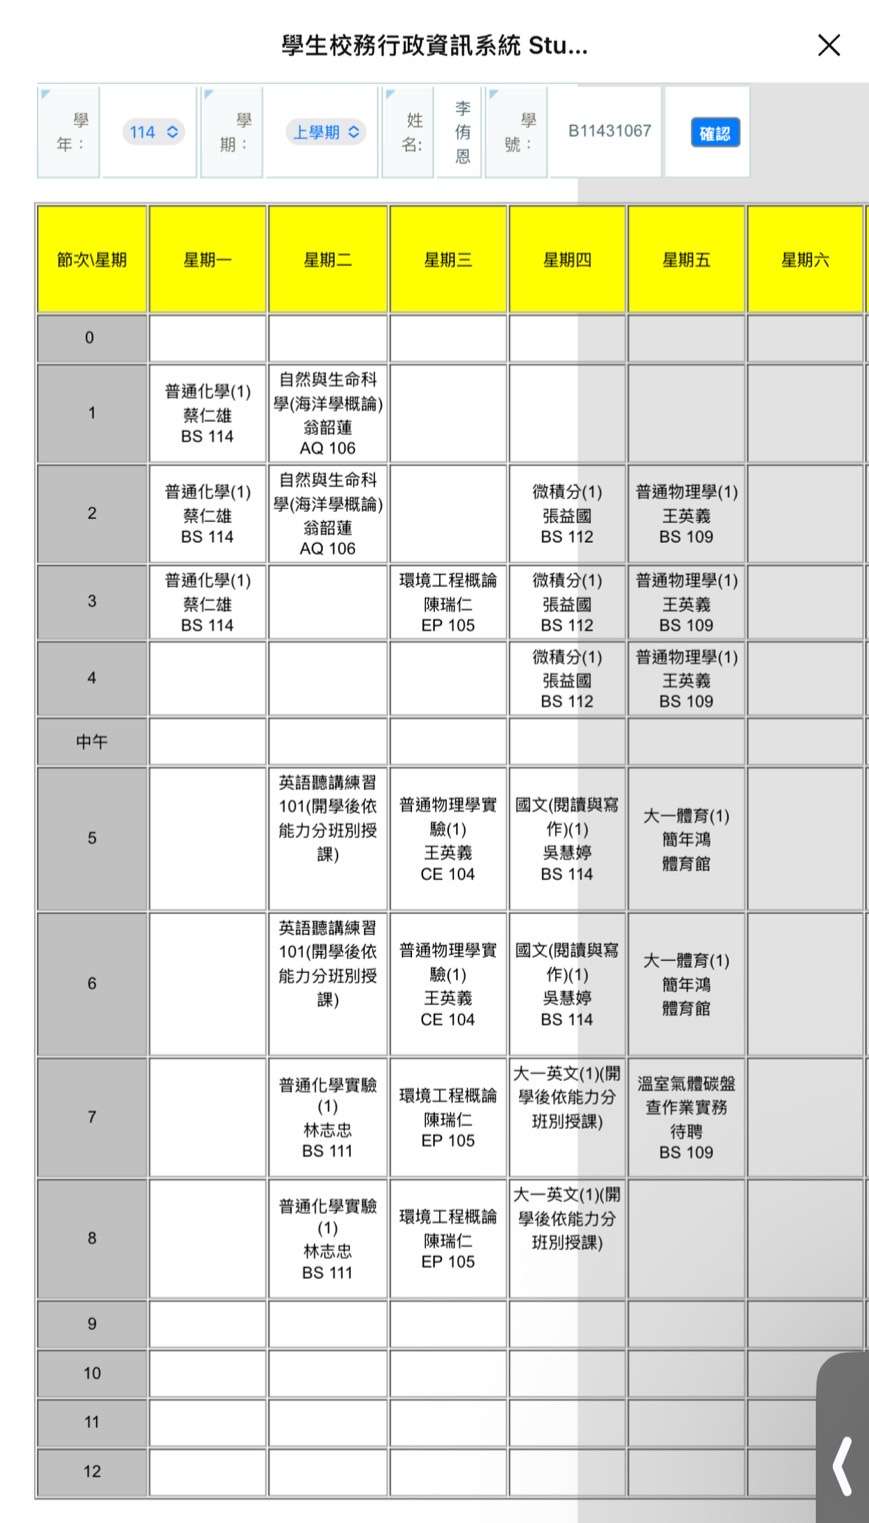 學生校務行政資訊系統 Stu...
學年：
114
學期：
上學期
姓名:
李侑恩
學號：
B11431067
確認
節次\星期 星期一 星期二 星期三 星期四 星期五 星期六
0
1
普通化學(1)
蔡仁雄
BS 114
自然與生命科
學(海洋學概論)
翁韶蓮
AQ 106
2
普通化學(1)
蔡仁雄
BS 114
自然與生命科
學(海洋學概論)
翁韶蓮
AQ 106
微積分(1)
張益國
BS 112
普通物理學(1)
王英義
BS 109
3
普通化學(1)
蔡仁雄
BS 114
環境工程概論
陳瑞仁
EP 105
微積分(1)
張益國
BS 112
普通物理學(1)
王英義
BS 109
4
微積分(1)
張益國
BS 112
普通物理學(1)
王英義
BS 109
中午
5
英語聽講練習
101(開學後依
能力分班別授
課)
普通物理學實
驗(1)
王英義
CE 104
國文(閱讀與寫
作)(1)
吳慧婷
BS 114
大一體育(1)
簡年鴻
體育館
6
英語聽講練習
101(開學後依
能力分班別授
課)
普通物理學實
驗(1)
王英義
CE 104
國文(閱讀與寫
作)(1)
吳慧婷
BS 114
大一體育(1)
簡年鴻
體育館
7
普通化學實驗
(1)
林志忠
BS 111
環境工程概論
陳瑞仁
EP 105
大一英文(1)(開
學後依能力分
班別授課)
溫室氣體碳盤
查作業實務
待聘
BS 109
8
普通化學實驗
(1)
林志忠
BS 111
環境工程概論
陳瑞仁
EP 105
大一英文(1)(開
學後依能力分
班別授課)
9
10
11
12